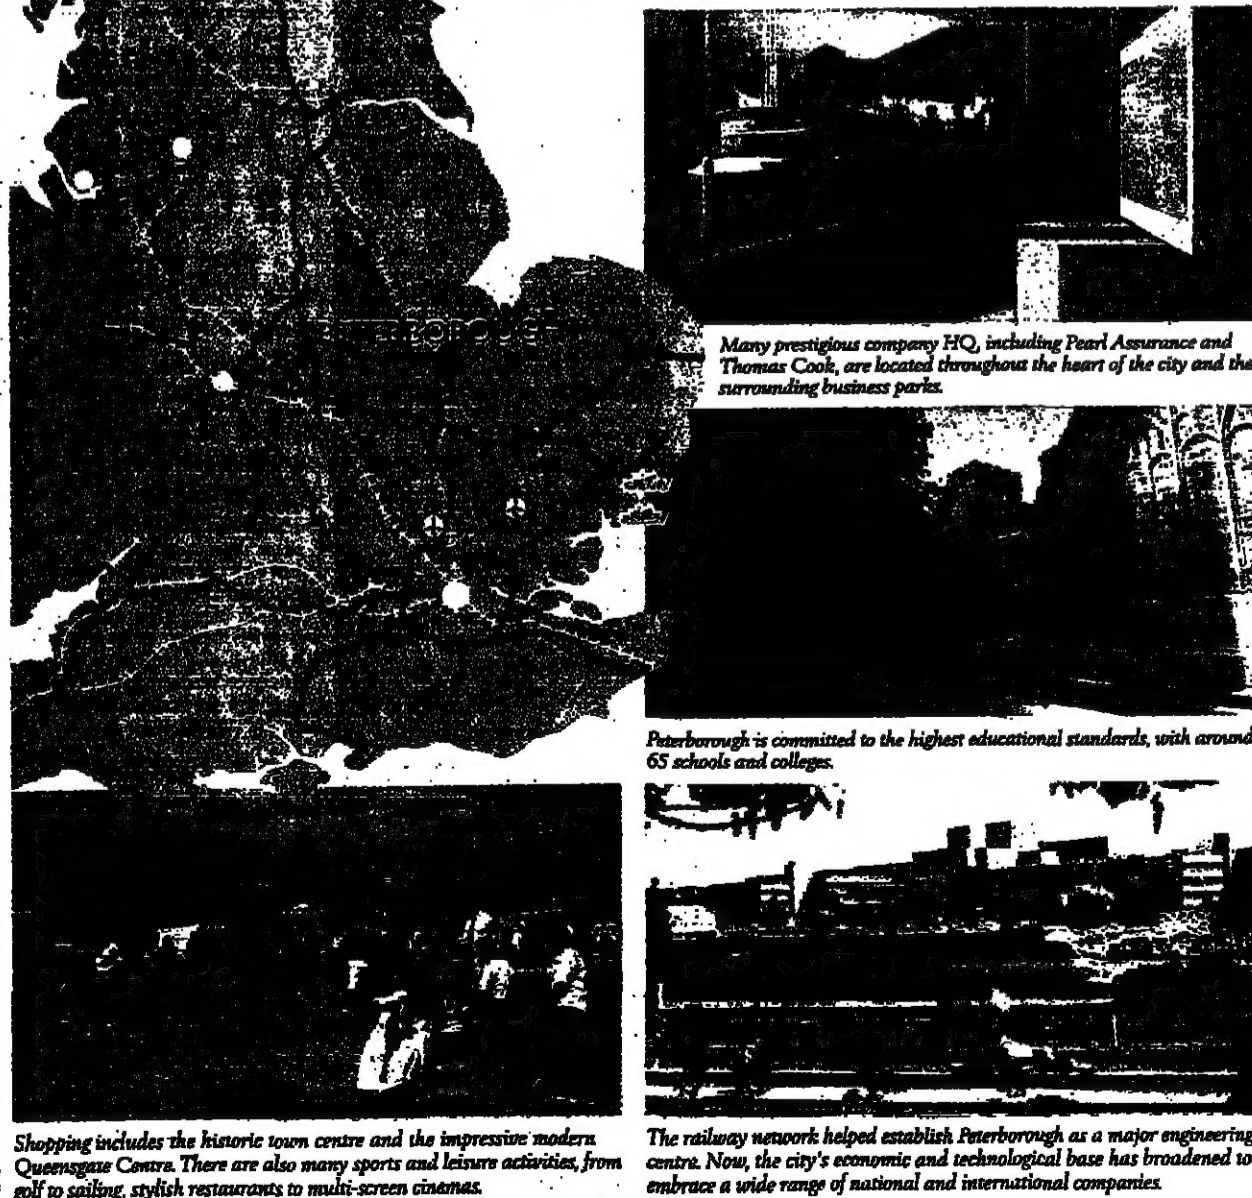 Many prestigious company HQ, including Pearl Assurance and
Thomas Cook, are located throughout the heart of the city and the
surrounding business parks.
Peterborough is committed to the highest educational standards, with around
65 schools and colleges.
Shopping includes the historic town centre and the impressive modern
Queensgate Centre. There are also many sports and leisure activities, from
golf to sailing, stylish restaurants to multi-screen cinemas.
The railway network helped establish Peterborough as a major engineering
centre. Now, the city's economic and technological base has broadened to
embrace a wide range of national and international companies.